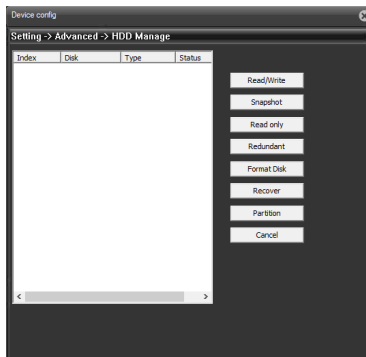 Device config
Setting -> Advanced -> HDD Manage
Index Disk Type Status
Read/Write
Snapshot
Read only
Redundant
Format Disk
Recover
Partition
Cancel